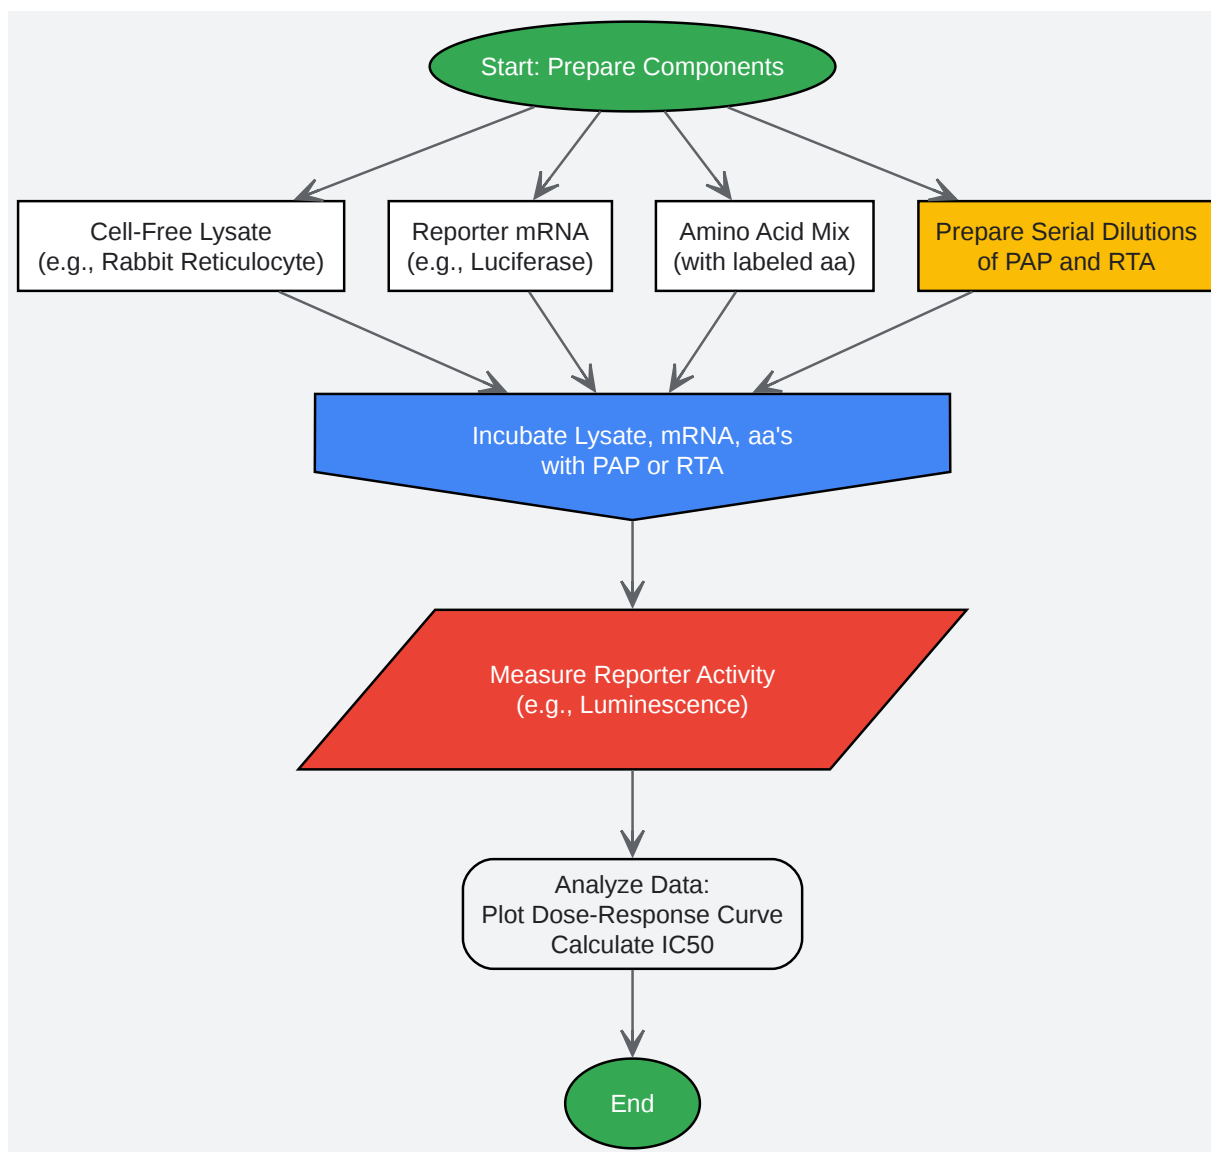 Start: Prepare Components
Cell-Free Lysate
(e.g., Rabbit Reticulocyte)
Reporter mRNA
(e.g., Luciferase)
Amino Acid Mix
(with labeled aa)
Prepare Serial Dilutions
of PAP and RTA
Incubate Lysate, mRNA, aa's
with PAP or RTA
Measure Reporter Activity
(e.g., Luminescence)
Analyze Data:
Plot Dose-Response Curve
Calculate IC50
End